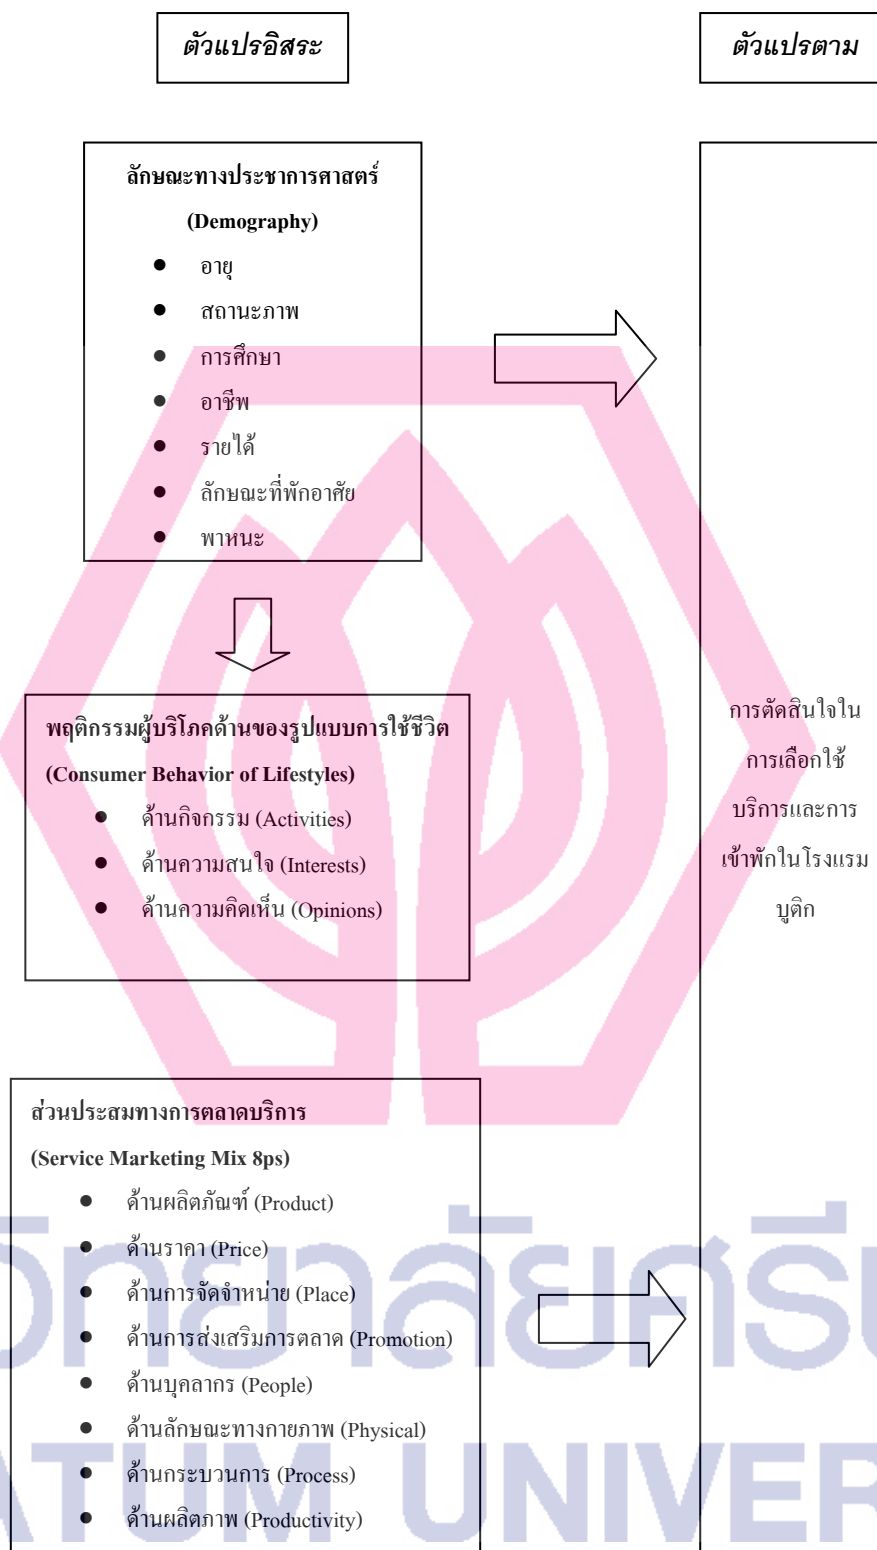 ตัวแปรอิสระ
ตัวแปรตาม
ลักษณะทางประชาการศาสตร์
(Demography)
● อายุ
● สถานะภาพ
● การศึกษา
● อาชีพ
● รายได้
● ลักษณะที่พักอาศัย
● พาหนะ
พฤติกรรมผู้บริโภคด้านของรูปแบบการใช้ชีวิต
(Consumer Behavior of Lifestyles)
● ด้านกิจกรรม (Activities)
● ด้านความสนใจ (Interests)
● ด้านความคิดเห็น (Opinions)
การตัดสินใจใน
การเลือกใช้
บริการและการ
เข้าพักในโรงแรม
บูติก
ส่วนประสมทางการตลาดบริการ
(Service Marketing Mix 8ps)
● ด้านผลิตภัณฑ์ (Product)
● ด้านราคา (Price)
● ด้านการจัดจำหน่าย (Place)
● ด้านการส่งเสริมการตลาด (Promotion)
● ด้านบุคลากร (People)
● ด้านลักษณะทางกายภาพ (Physical)
● ด้านกระบวนการ (Process)
● ด้านผลิตภาพ (Productivity)
วิทยาลัยศรี
ATUM UNIVER